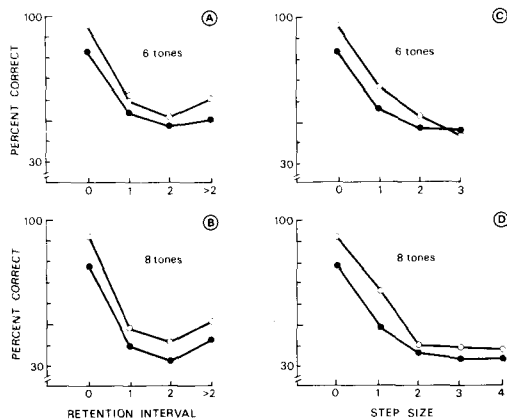 A
100
6 tones
30
0 1 2 >2
PERCENT CORRECT
C
100
6 tones
30
0 1 2 3
PERCENT CORRECT
B
100
8 tones
30
0 1 2 >2
PERCENT CORRECT
RETENTION INTERVAL
D
100
8 tones
30
0 1 2 3 4
PERCENT CORRECT
STEP SIZE